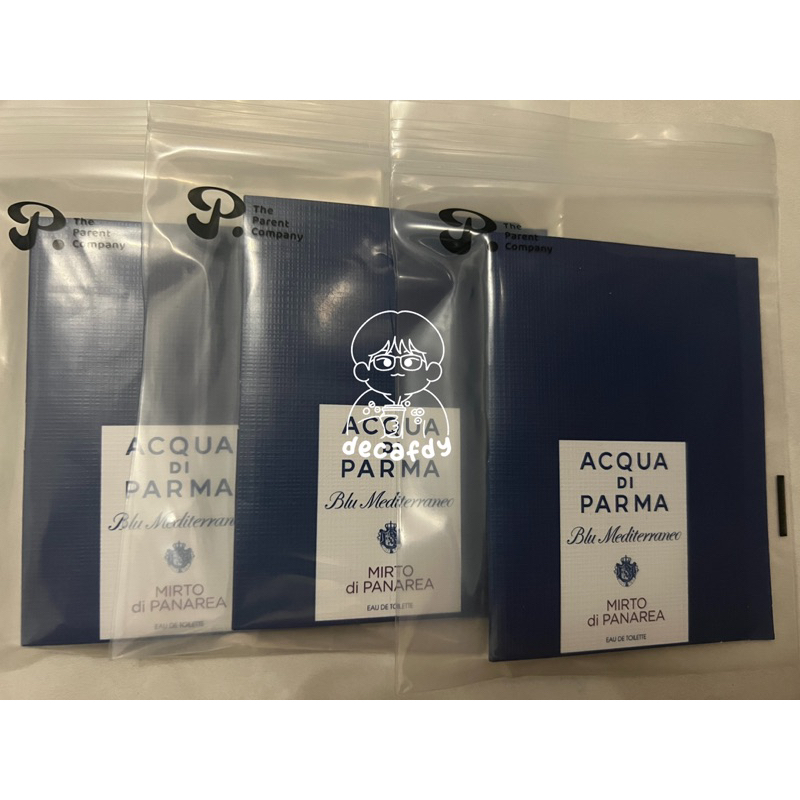 P.
The
Parent
Company
ACQUA
DI
PARMA
Blu Mediterran
MIRTO
di PANAREA
EAU DE TOILETTE
P.
The
Parent
Company
ACQUA
DI
PARMA
Blu Mediterraneo
MIRTO
di PANAREA
EAU DE TOILETTE
decafdy
P.
The
Parent
Company
ACQUA
DI
PARMA
Blu Mediterraneo
MIRTO
di PANAREA
EAU DE TOILETTE